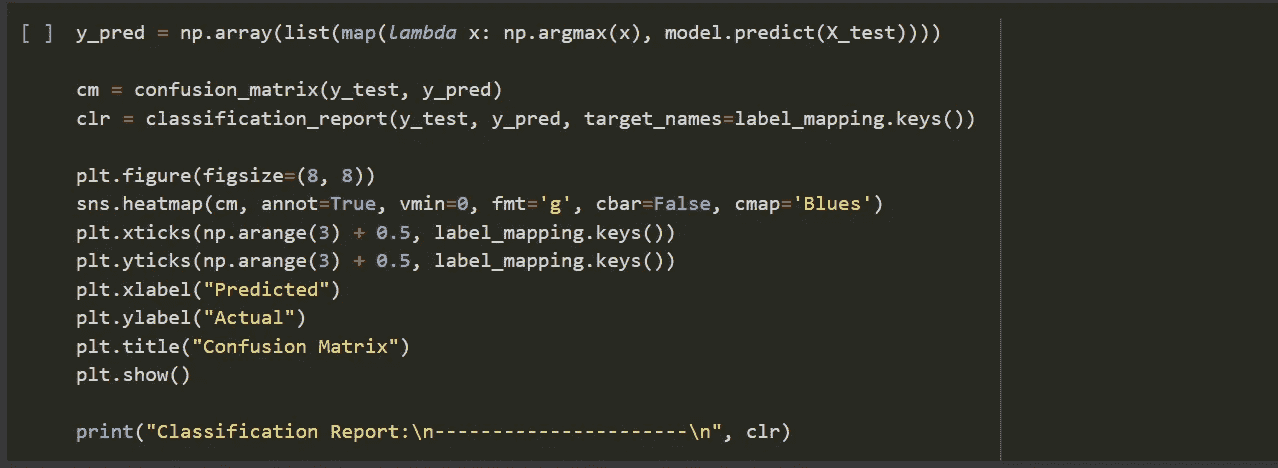 [ ] y_pred = np.array(list(map(lambda x: np.argmax(x), model.predict(X_test))))
cm = confusion_matrix(y_test, y_pred)
clr = classification_report(y_test, y_pred, target_names=label_mapping.keys())
plt.figure(figsize=(8, 8))
sns.heatmap(cm, annot=True, vmin=0, fmt='g', cbar=False, cmap='Blues')
plt.xticks(np.arange(3) + 0.5, label_mapping.keys())
plt.yticks(np.arange(3) + 0.5, label_mapping.keys())
plt.xlabel("Predicted")
plt.ylabel("Actual")
plt.title("Confusion Matrix")
plt.show()
print("Classification Report:\n----------------------\n", clr)